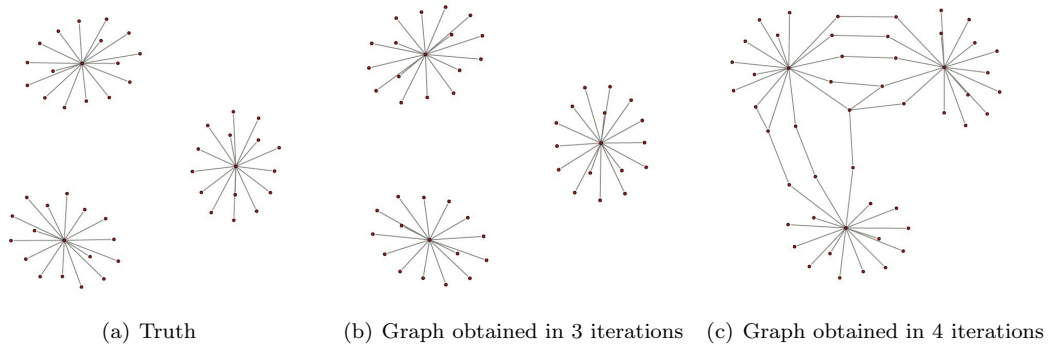 (a) Truth
(b) Graph obtained in 3 iterations
(c) Graph obtained in 4 iterations